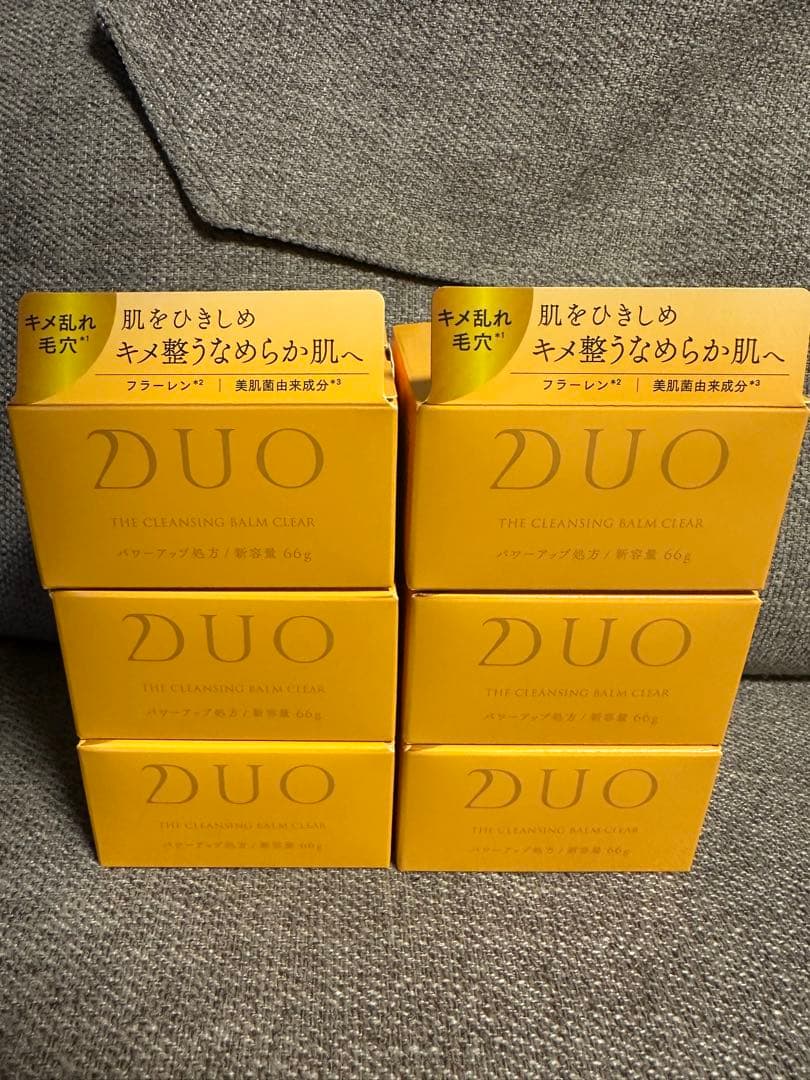 キメ乱れ
毛穴*1
肌をひきしめ
キメ整うなめらか肌へ
フラーレン*2 | 美肌菌由来成分*3
DUO
THE CLEANSING BALM CLEAR
パワーアップ処方 / 新容量 66g
キメ乱れ
毛穴*1
肌をひきしめ
キメ整うなめらか肌へ
フラーレン*2 | 美肌菌由来成分*3
DUO
THE CLEANSING BALM CLEAR
パワーアップ処方 / 新容量 66g
DUO
THE CLEANSING BALM CLEAR
パワーアップ処方 / 新容量 66g
DUO
THE CLEANSING BALM CLEAR
パワーアップ処方 / 新容量 66g
DUO
THE CLEANSING BALM CLEAR
パワーアップ処方 / 新容量 66g
DUO
THE CLEANSING BALM CLEAR
パワーアップ処方 / 新容量 66g